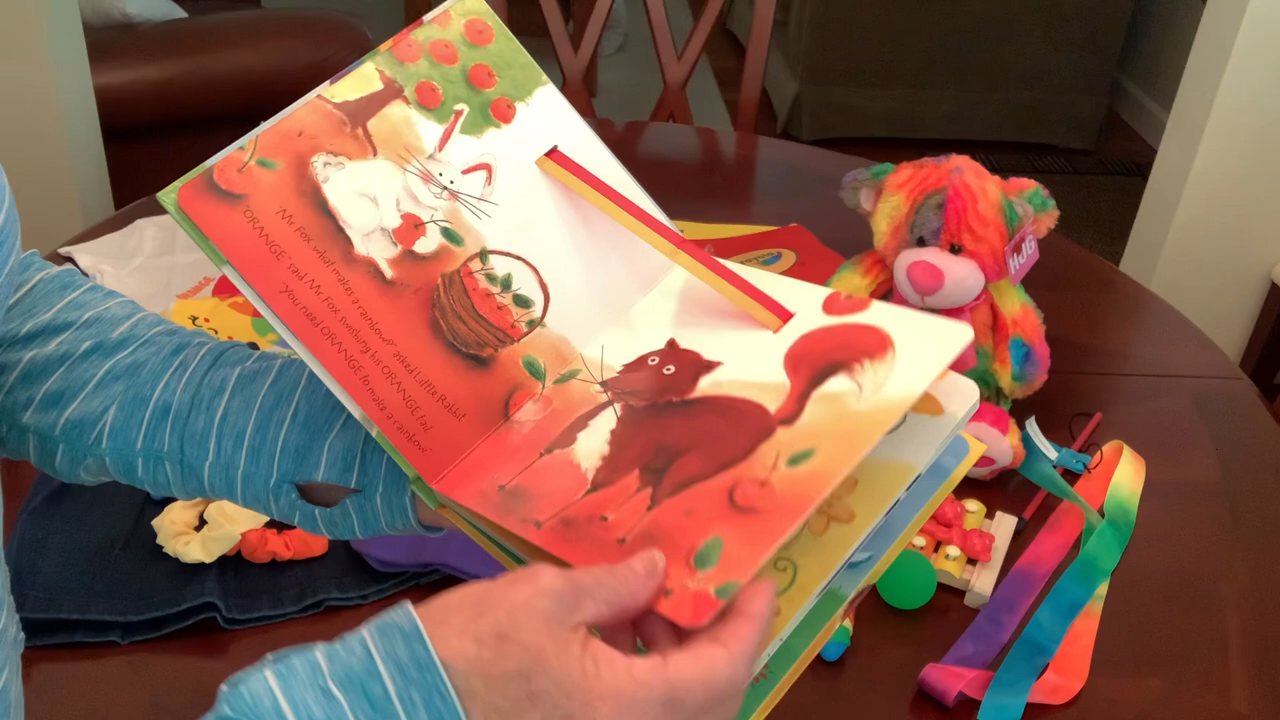 "Mr Fox, what makes a rainbow?" asked Little Rabbit.
"ORANGE," said Mr Fox, swishing his ORANGE tail.
"You need ORANGE to make a rainbow."
HJG